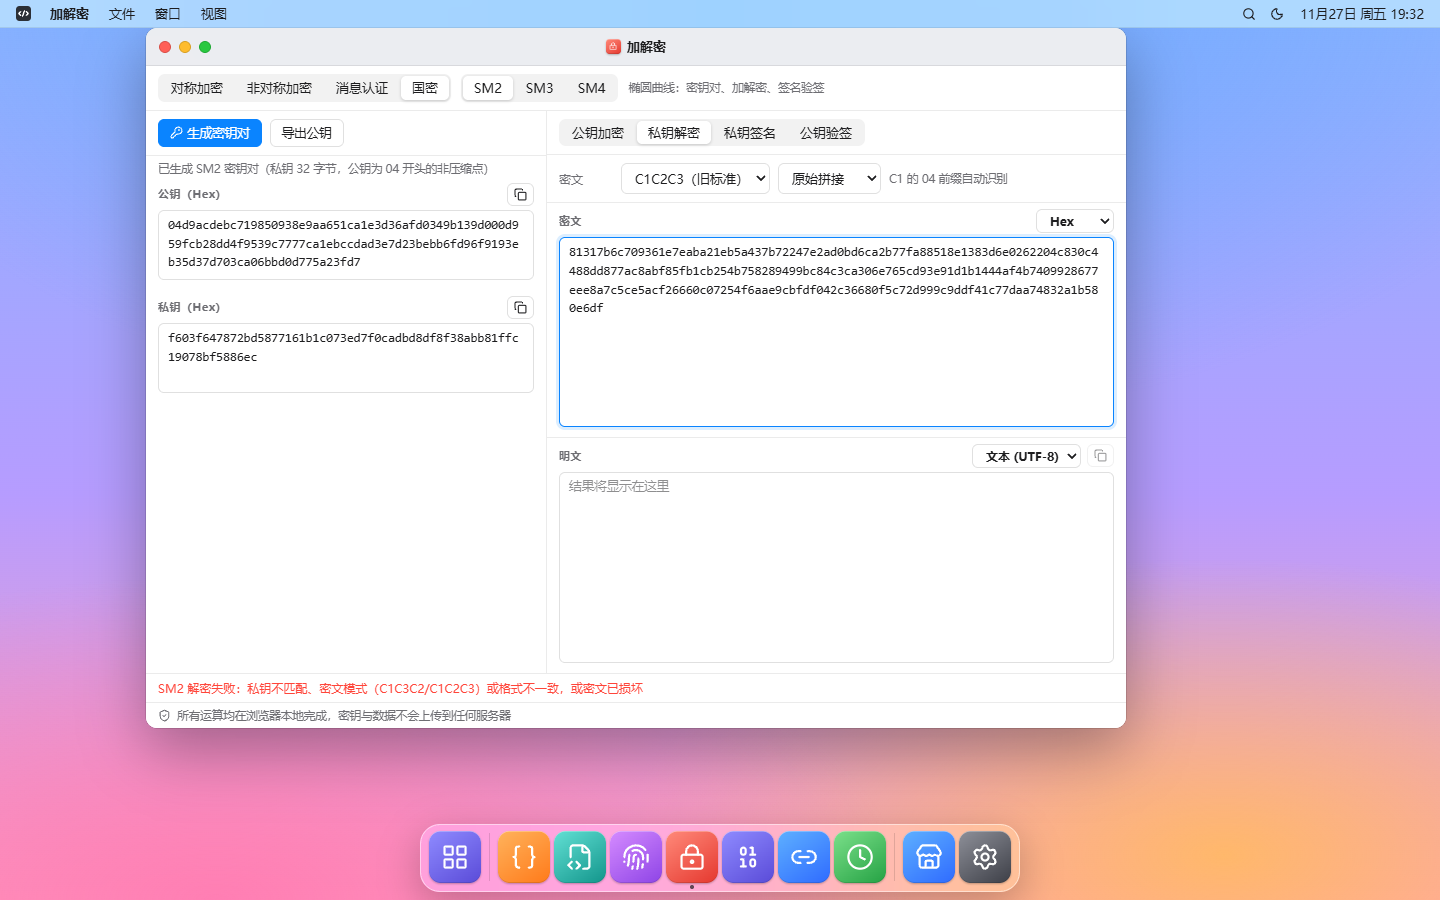 加解密 文件 窗口 视图 11月27日 周五 19:32
加解密
对称加密 非对称加密 消息认证 国密 SM2 SM3 SM4 椭圆曲线：密钥对、加解密、签名验签
生成密钥对 导出公钥
已生成 SM2 密钥对（私钥 32 字节，公钥为 04 开头的非压缩点）
公钥（Hex）
04d9acdebc719850938e9aa651ca1e3d36afd0349b139d000d9
59fcb28dd4f9539c7777ca1ebccdad3e7d23bebb6fd96f9193e
b35d37d703ca06bbd0d775a23fd7
私钥（Hex）
f603f647872bd5877161b1c073ed7f0cadbd8df8f38abb81ffc
19078bf5886ec
公钥加密 私钥解密 私钥签名 公钥验签
密文 C1C2C3（旧标准） 原始拼接 C1 的 04 前缀自动识别
密文 Hex
81317b6c709361e7eaba21eb5a437b72247e2ad0bd6ca2b77fa88518e1383d6e0262204c830c4
488dd877ac8abf85fb1cb254b758289499bc84c3ca306e765cd93e91d1b1444af4b7409928677
eee8a7c5ce5acf26660c07254f6aae9cbfdf042c36680f5c72d999c9ddf41c77daa74832a1b58
0e6df
明文 文本 (UTF-8)
结果将显示在这里
SM2 解密失败：私钥不匹配、密文模式（C1C3C2/C1C2C3）或格式不一致，或密文已损坏
所有运算均在浏览器本地完成，密钥与数据不会上传到任何服务器
01
10